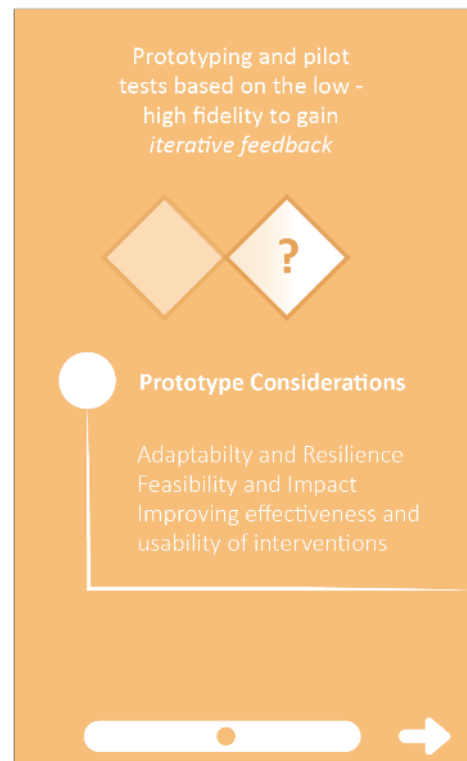 Prototyping and pilot
tests based on the low -
high fidelity to gain
iterative feedback
?
Prototype Considerations
Adaptabilty and Resilience
Feasibility and Impact
Improving effectiveness and
usability of interventions